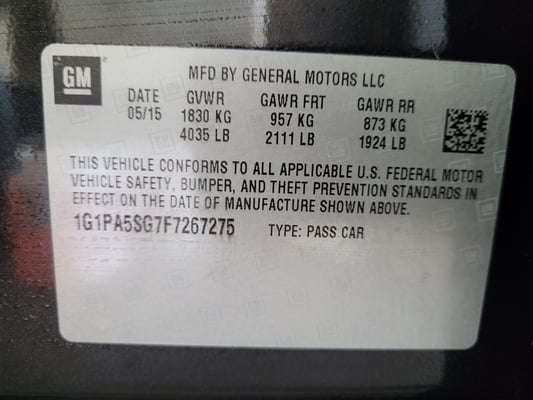 GM
MFD BY GENERAL MOTORS LLC
DATE GVWR GAWR FRT GAWR RR
05/15 1830 KG 957 KG 873 KG
4035 LB 2111 LB 1924 LB
THIS VEHICLE CONFORMS TO ALL APPLICABLE U.S. FEDERAL MOTOR
VEHICLE SAFETY, BUMPER, AND THEFT PREVENTION STANDARDS IN
EFFECT ON THE DATE OF MANUFACTURE SHOWN ABOVE.
1G1PA5SG7F7267275 TYPE: PASS CAR